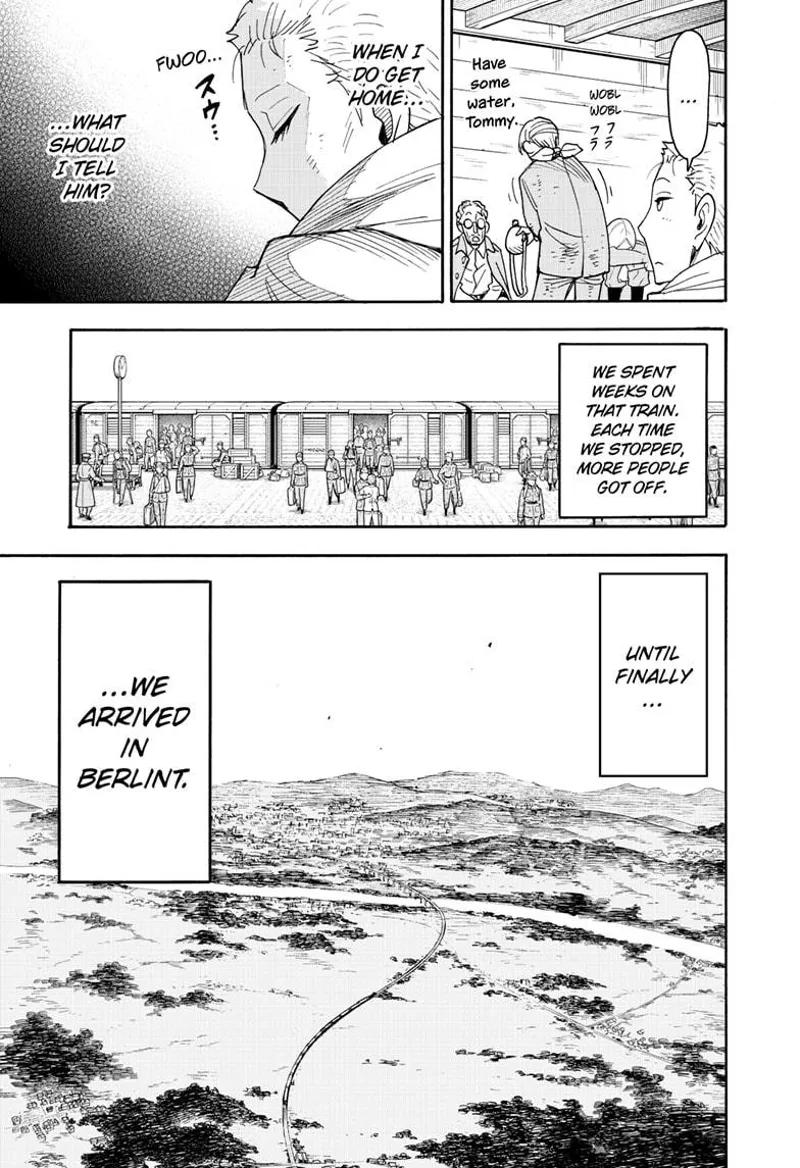 ...
Have
some
water,
Tommy.
WOBL
WOBL
フラ
フラ
WHEN I
DO GET
HOME...
FWOO...
スウ...
...WHAT
SHOULD
I TELL
HIM?
WE SPENT
WEEKS ON
THAT TRAIN.
EACH TIME
WE STOPPED,
MORE PEOPLE
GOT OFF.
UNTIL
FINALLY
...
...WE
ARRIVED
IN
BERLINT.